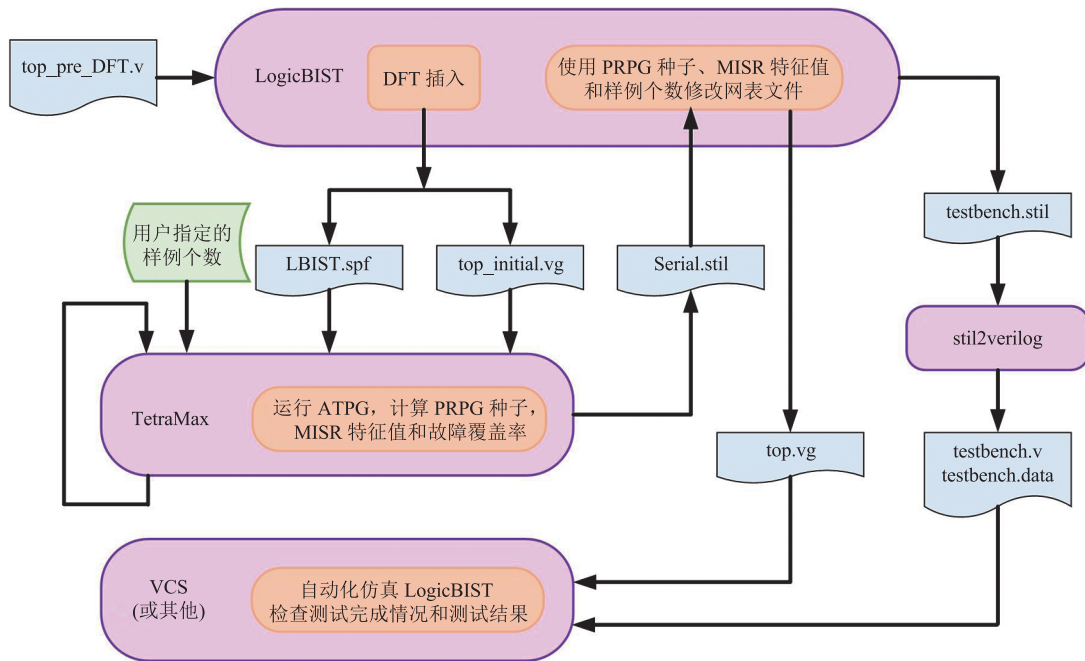 top_pre_DFT.v
LogicBIST
DFT 插入
使用 PRPG 种子、MISR 特征值
和样例个数修改网表文件
用户指定的
样例个数
LBIST.spf
top_initial.vg
Serial.stil
testbench.stil
stil2verilog
TetraMax
运行 ATPG，计算 PRPG 种子，
MISR 特征值和故障覆盖率
top.vg
testbench.v
testbench.data
VCS
(或其他)
自动化仿真 LogicBIST
检查测试完成情况和测试结果